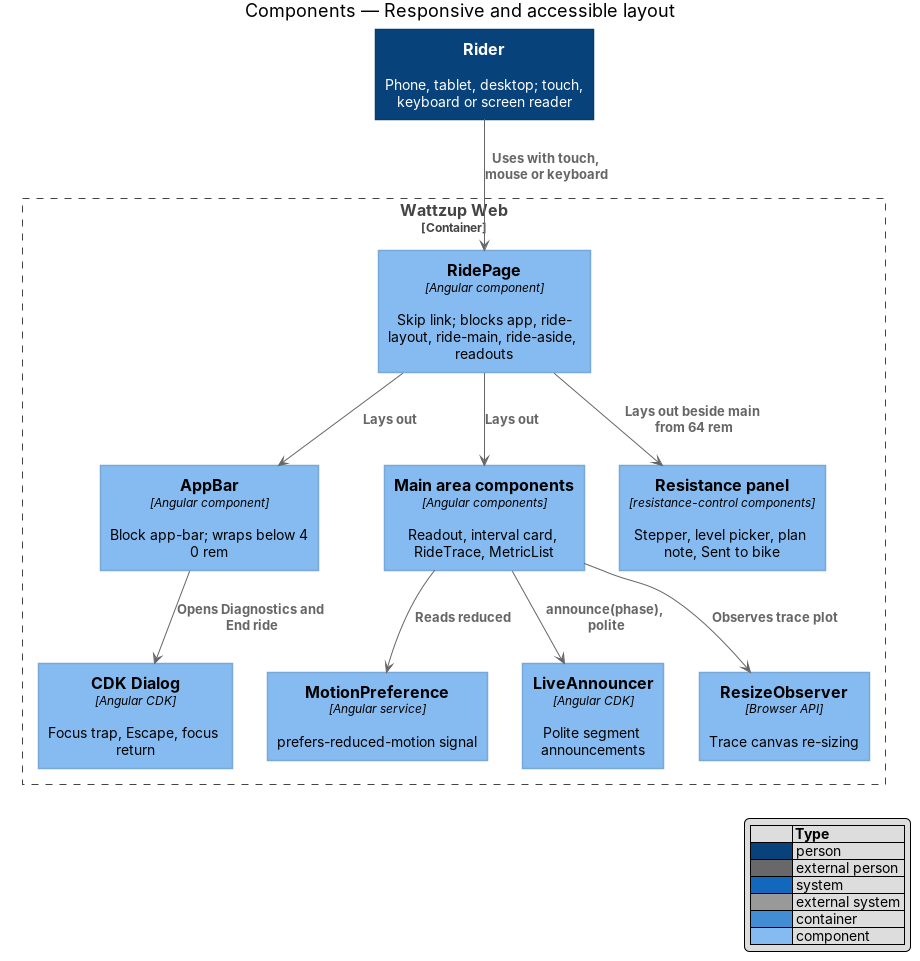 Components — Responsive and accessible layout
Rider
Phone, tablet, desktop; touch,
keyboard or screen reader
Uses with touch,
mouse or keyboard
Wattzup Web
[Container]
RidePage
[Angular component]
Skip link; blocks app, ride-
layout, ride-main, ride-aside,
readouts
Lays out
Lays out
Lays out beside main
from 64 rem
AppBar
[Angular component]
Block app-bar; wraps below 4
0 rem
Main area components
[Angular components]
Readout, interval card,
RideTrace, MetricList
Resistance panel
[resistance-control components]
Stepper, level picker, plan
note, Sent to bike
Opens Diagnostics and
End ride
Reads reduced
announce(phase),
polite
Observes trace plot
CDK Dialog
[Angular CDK]
Focus trap, Escape, focus
return
MotionPreference
[Angular service]
prefers-reduced-motion signal
LiveAnnouncer
[Angular CDK]
Polite segment
announcements
ResizeObserver
[Browser API]
Trace canvas re-sizing
Type
person
external person
system
external system
container
component